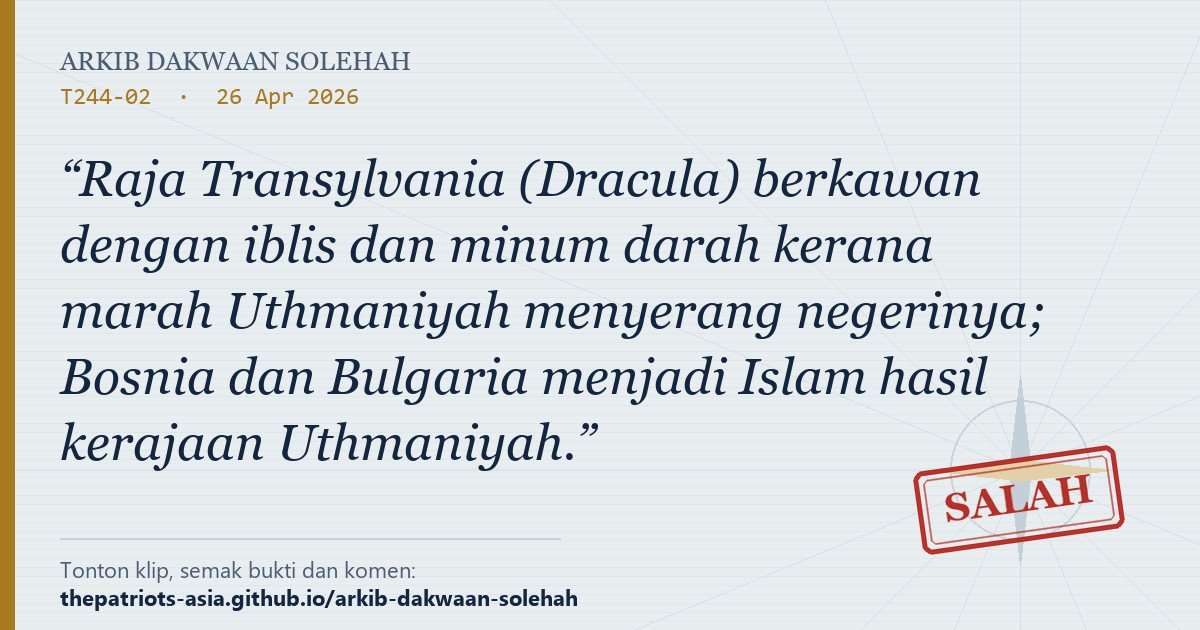 ARKIB DAKWAAN SOLEHAH
T244-02 · 26 Apr 2026
“Raja Transylvania (Dracula) berkawan
dengan iblis dan minum darah kerana
marah Uthmaniyah menyerang negerinya;
Bosnia dan Bulgaria menjadi Islam hasil
kerajaan Uthmaniyah.”
SALAH
Tonton klip, semak bukti dan komen:
thepatriots-asia.github.io/arkib-dakwaan-solehah